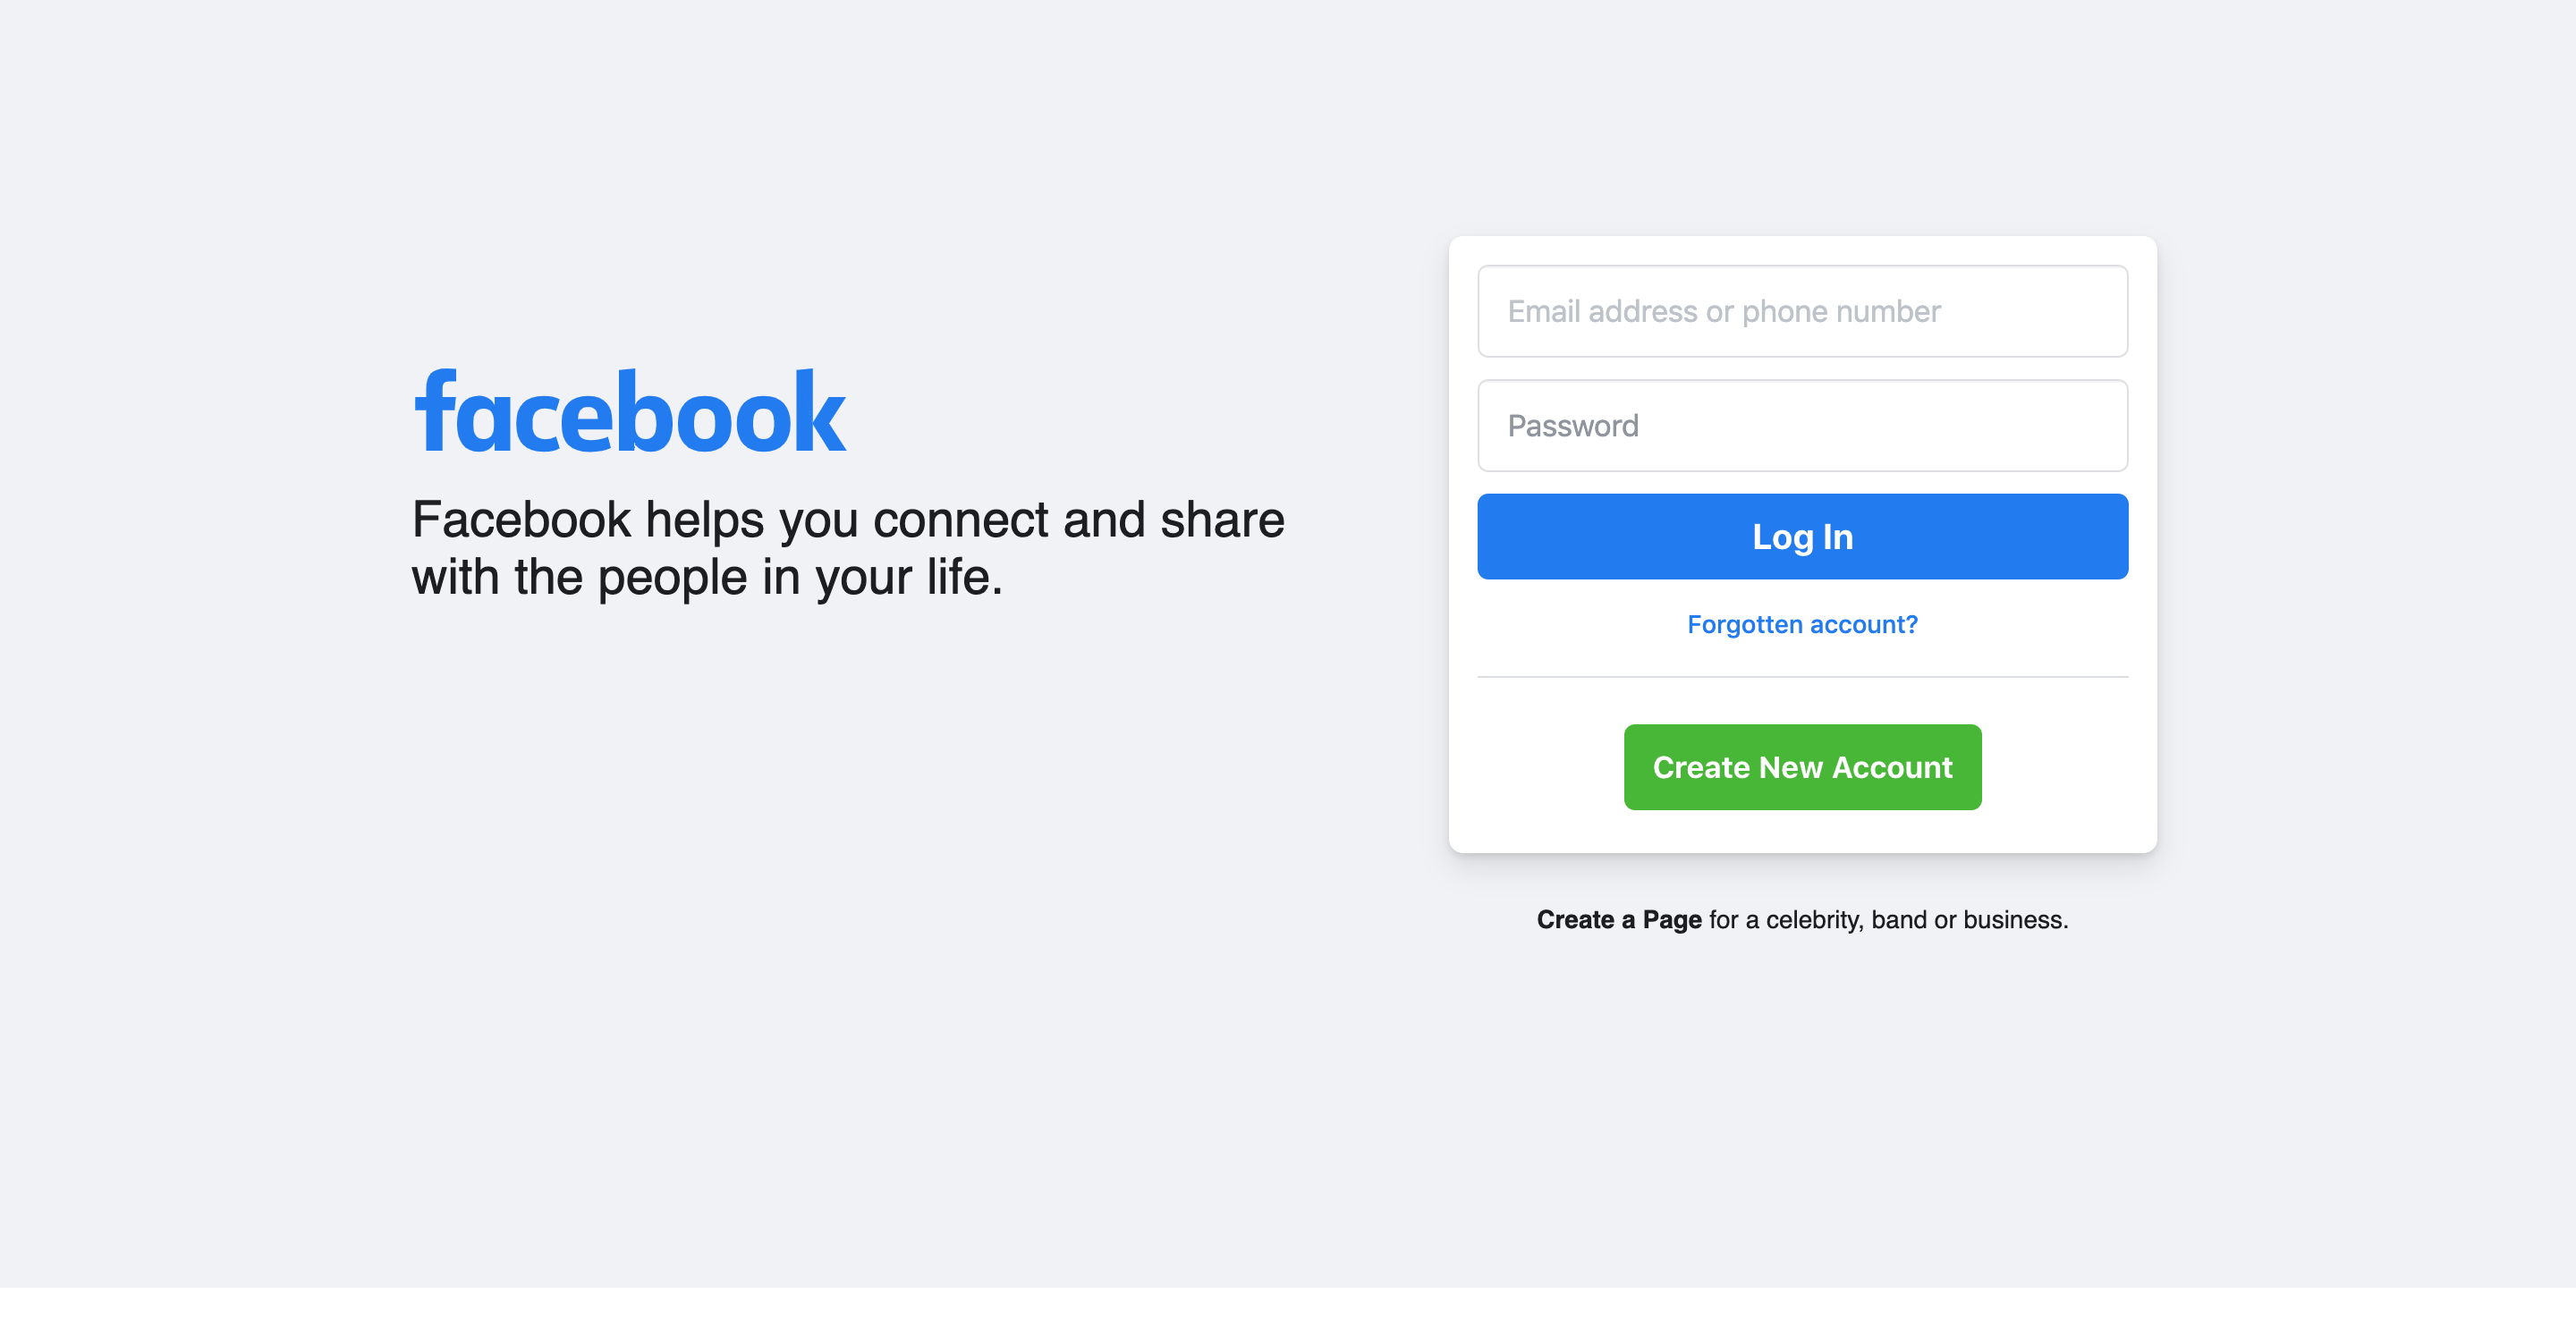 facebook
Facebook helps you connect and share
with the people in your life.
Email address or phone number
Password
Log In
Forgotten account?
Create New Account
Create a Page for a celebrity, band or business.